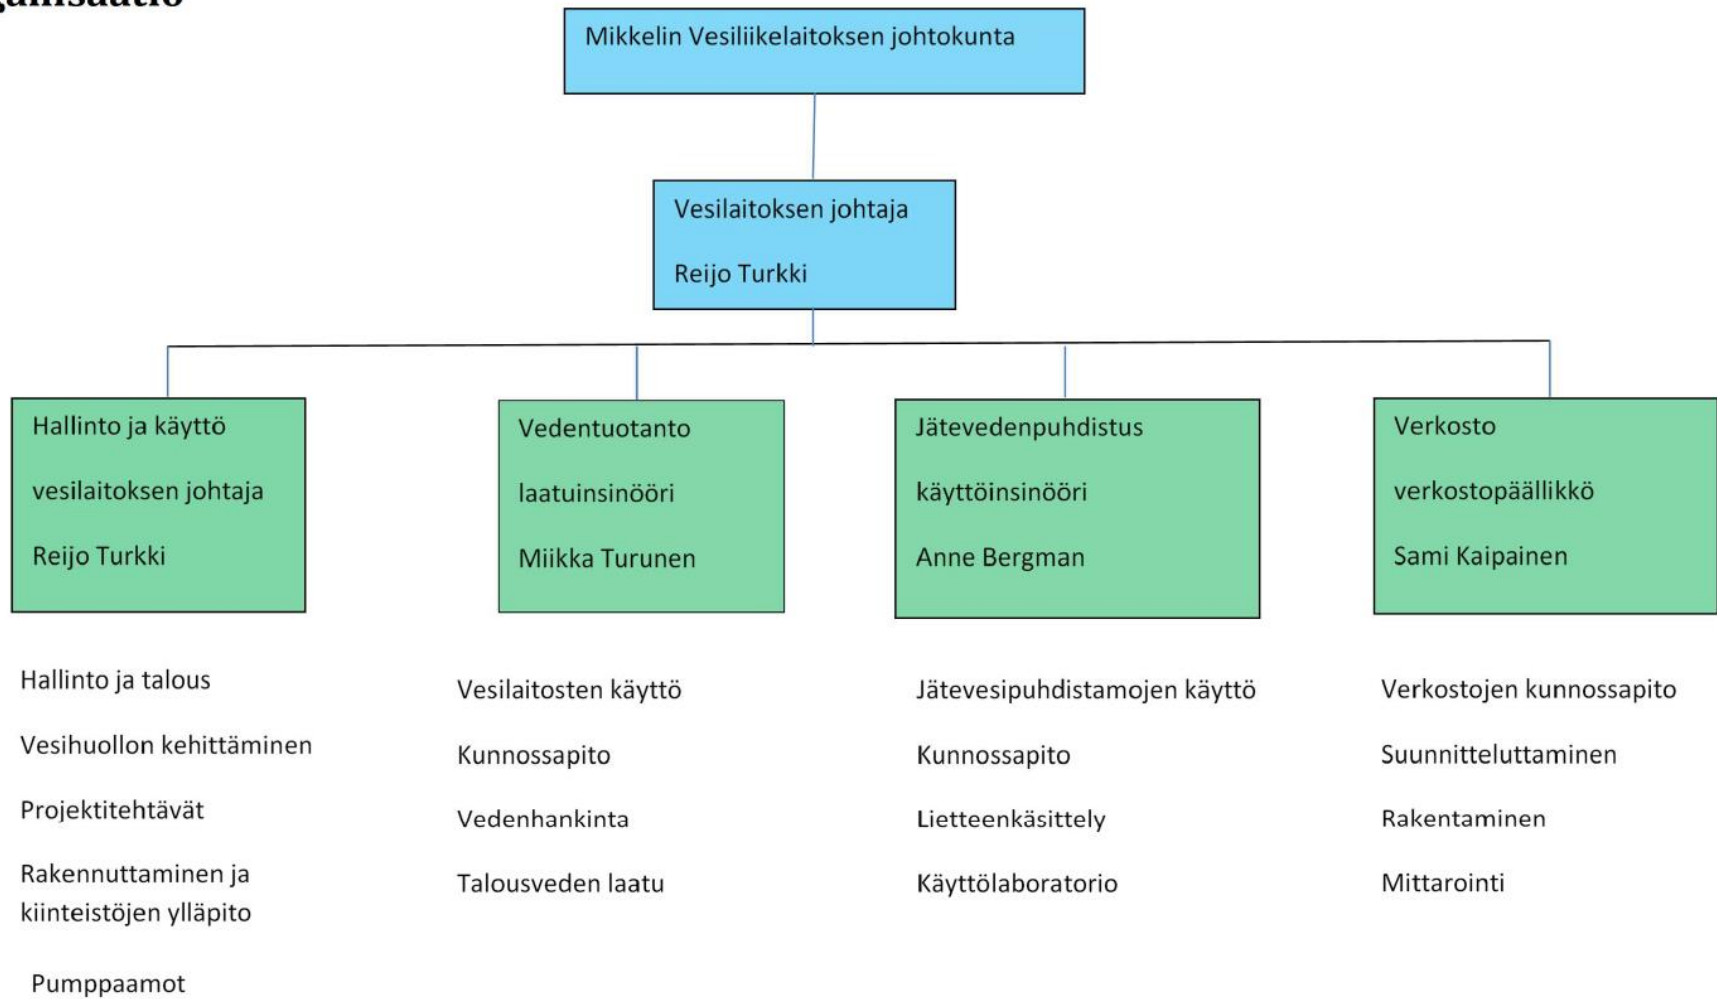 Mikkelin Vesiliikelaitoksen johtokunta
Vesilaitoksen johtaja
Reijo Turkki
Hallinto ja käyttö
vesilaitoksen johtaja
Reijo Turkki
Vedentuotanto
laatuinsinööri
Miikka Turunen
Jätevedenpuhdistus
käyttöinsinööri
Anne Bergman
Verkosto
verkostopäällikkö
Sami Kaipainen
Hallinto ja talous
Vesihuollon kehittäminen
Projektitehtävät
Rakennuttaminen ja
kiinteistöjen ylläpito
Pumppaamot
Vesilaitosten käyttö
Kunnossapito
Vedenhankinta
Talousveden laatu
Jätevesipuhdistamojen käyttö
Kunnossapito
Lietteenkäsittely
Käyttölaboratorio
Verkostojen kunnossapito
Suunnitteluttaminen
Rakentaminen
Mittarointi